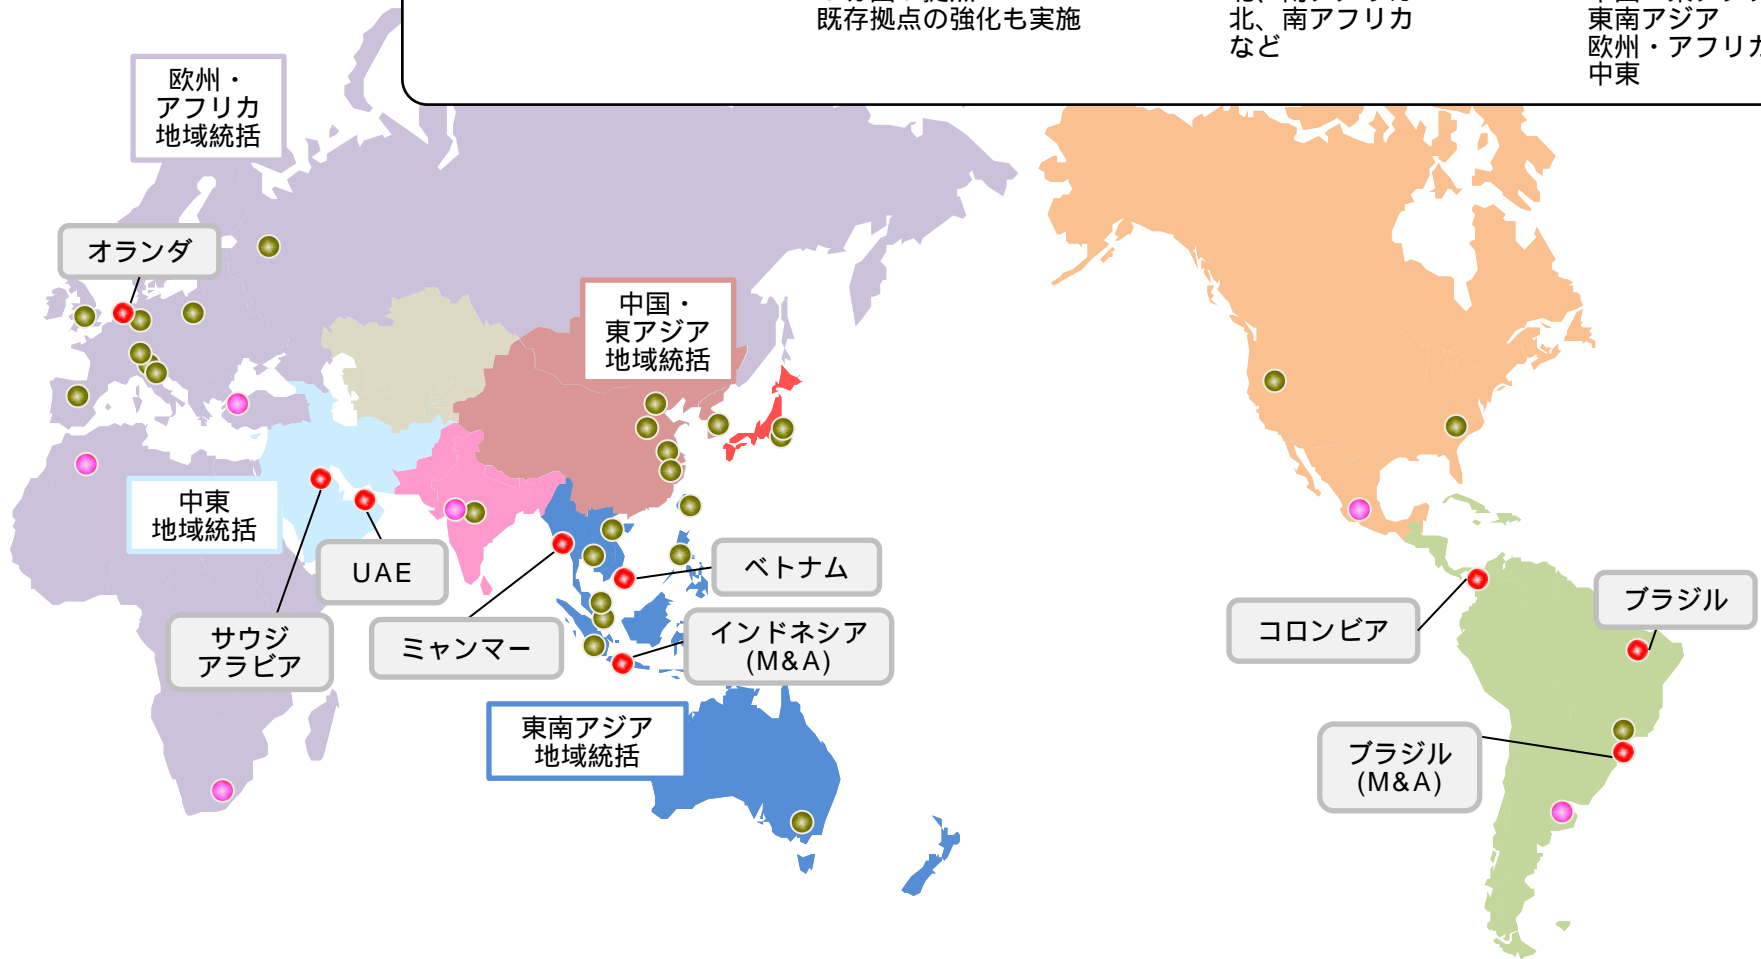 既存拠点の強化も実施
北、南アフリカ
など
東南アジア
欧州・アフリカ
中東
欧州・
アフリカ
地域統括
オランダ
中国・
東アジア
地域統括
中東
地域統括
UAE
サウジ
アラビア
ミャンマー
ベトナム
インドネシア
(M&A)
東南アジア
地域統括
コロンビア
ブラジル
ブラジル
(M&A)